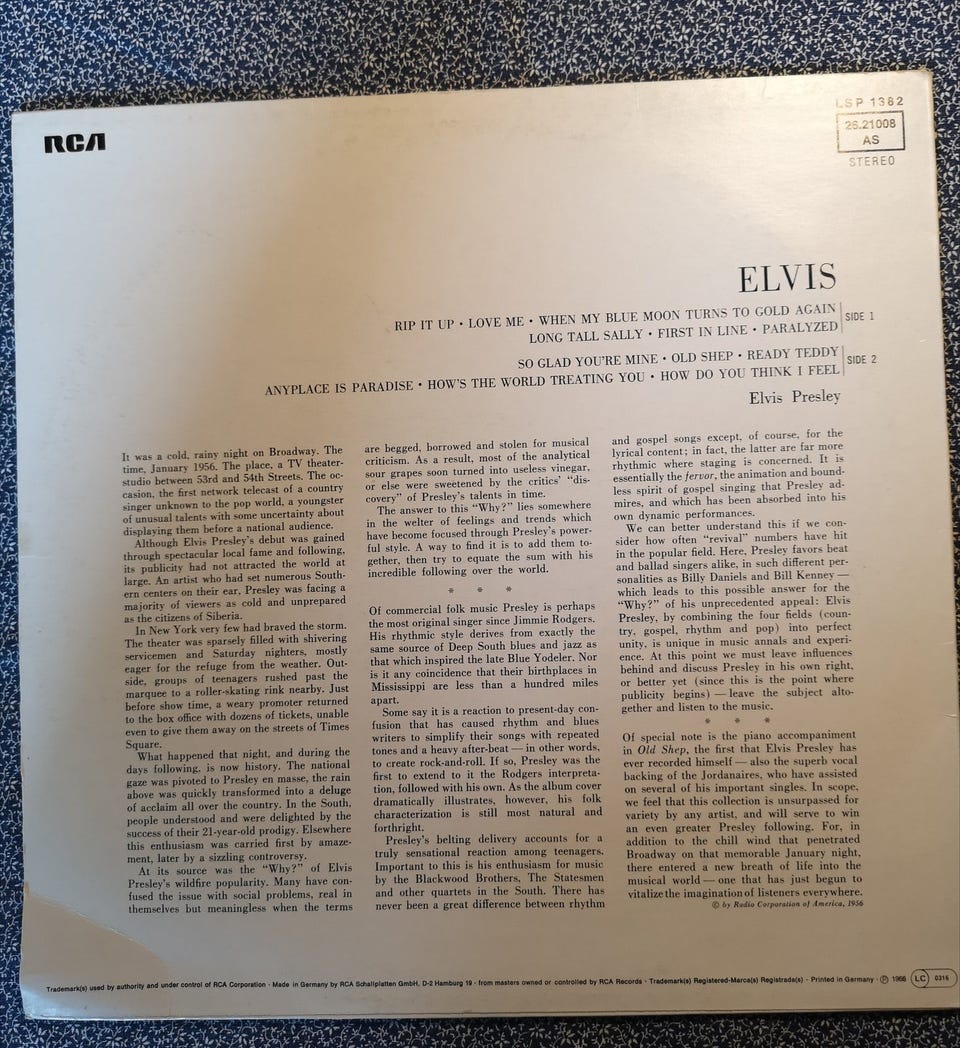 RCA
LSP 1382
26.21008
AS
STEREO
ELVIS
RIP IT UP • LOVE ME • WHEN MY BLUE MOON TURNS TO GOLD AGAIN
LONG TALL SALLY • FIRST IN LINE • PARALYZED
SIDE 1
SO GLAD YOU'RE MINE • OLD SHEP • READY TEDDY
ANYPLACE IS PARADISE • HOW'S THE WORLD TREATING YOU • HOW DO YOU THINK I FEEL
SIDE 2
Elvis Presley
It was a cold, rainy night on Broadway. The
time, January 1956. The place, a TV theater-
studio between 53rd and 54th Streets. The oc-
casion, the first network telecast of a country
singer unknown to the pop world, a youngster
of unusual talents with some uncertainty about
displaying them before a national audience.
Although Elvis Presley's debut was gained
through spectacular local fame and following,
its publicity had not attracted the world at
large. An artist who had set numerous South-
ern centers on their ear, Presley was facing a
majority of viewers as cold and unprepared
as the citizens of Siberia.
In New York very few had braved the storm.
The theater was sparsely filled with shivering
servicemen and Saturday nighters, mostly
eager for the refuge from the weather. Out-
side, groups of teenagers rushed past the
marquee to a roller-skating rink nearby. Just
before show time, a weary promoter returned
to the box office with dozens of tickets, unable
even to give them away on the streets of Times
Square.
What happened that night, and during the
days following, is now history. The national
gaze was pivoted to Presley en masse, the rain
above was quickly transformed into a deluge
of acclaim all over the country. In the South,
people understood and were delighted by the
success of their 21-year-old prodigy. Elsewhere
this enthusiasm was carried first by amaze-
ment, later by a sizzling controversy.
At its source was the "Why?" of Elvis
Presley's wildfire popularity. Many have con-
fused the issue with social problems, real in
themselves but meaningless when the terms
are begged, borrowed and stolen for musical
criticism. As a result, most of the analytical
sour grapes soon turned into useless vinegar,
or else were sweetened by the critics' "dis-
covery" of Presley's talents in time.
The answer to this "Why?" lies somewhere
in the welter of feelings and trends which
have become focused through Presley's power-
ful style. A way to find it is to add them to-
gether, then try to equate the sum with his
incredible following over the world.
* * *
Of commercial folk music Presley is perhaps
the most original singer since Jimmie Rodgers.
His rhythmic style derives from exactly the
same source of Deep South blues and jazz as
that which inspired the late Blue Yodeler. Nor
is it any coincidence that their birthplaces in
Mississippi are less than a hundred miles
apart.
Some say it is a reaction to present-day con-
fusion that has caused rhythm and blues
writers to simplify their songs with repeated
tones and a heavy after-beat — in other words,
to create rock-and-roll. If so, Presley was the
first to extend to it the Rodgers interpreta-
tion, followed with his own. As the album cover
dramatically illustrates, however, his folk
characterization is still most natural and
forthright.
Presley's belting delivery accounts for a
truly sensational reaction among teenagers.
Important to this is his enthusiasm for music
by the Blackwood Brothers, The Statesmen
and other quartets in the South. There has
never been a great difference between rhythm
and gospel songs except, of course, for the
lyrical content; in fact, the latter are far more
rhythmic where staging is concerned. It is
essentially the fervor, the animation and bound-
less spirit of gospel singing that Presley ad-
mires, and which has been absorbed into his
own dynamic performances.
We can better understand this if we con-
sider how often "revival" numbers have hit
in the popular field. Here, Presley favors beat
and ballad singers alike, in such different per-
sonalities as Billy Daniels and Bill Kenney —
which leads to this possible answer for the
"Why?" of his unprecedented appeal: Elvis
Presley, by combining the four fields (coun-
try, gospel, rhythm and pop) into perfect
unity, is unique in music annals and experi-
ence. At this point we must leave influences
behind and discuss Presley in his own right,
or better yet (since this is the point where
publicity begins) — leave the subject alto-
gether and listen to the music.
* * *
Of special note is the piano accompaniment
in Old Shep, the first that Elvis Presley has
ever recorded himself — also the superb vocal
backing of the Jordanaires, who have assisted
on several of his important singles. In scope,
we feel that this collection is unsurpassed for
variety by any artist, and will serve to win
an even greater Presley following. For, in
addition to the chill wind that penetrated
Broadway on that memorable January night,
there entered a new breath of life into the
musical world — one that has just begun to
vitalize the imagination of listeners everywhere.
© by Radio Corporation of America, 1956
Trademark(s) used by authority and under control of RCA Corporation · Made in Germany by RCA Schallplatten GmbH, D-2 Hamburg 19 · from masters owned or controlled by RCA Records · Trademark(s) Registered-Marca(s) Registrada(s) · Printed in Germany · Ⓟ 1966 LC 0316